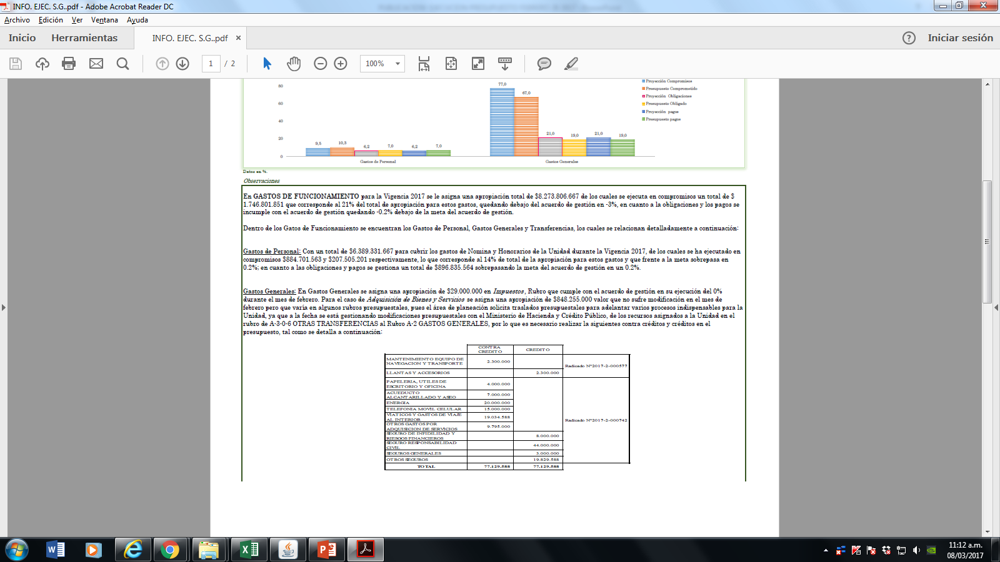 INFO. EJEC. S.G..pdf - Adobe Acrobat Reader DC
Archivo Edición Ver Ventana Ayuda
Inicio Herramientas INFO. EJEC. S.G..pdf × ? Iniciar sesión
1 / 2 100%
80
60
40
20
0
9,5 10,3 6,2 7,0 6,2 7,0
77,0 67,0 21,0 19,0 21,0 19,0
Gastos de Personal Gastos Generales
Proyección Compromisos
Presupuesto Comprometido
Proyección Obligaciones
Presupuesto Obligado
Proyección pagos
Presupuesto pagos
Datos en %.
Observaciones
En GASTOS DE FUNCIONAMIENTO para la Vigencia 2017 se le asigna una apropiación total de $8.273.806.667 de los cuales se ejecuta en compromisos un total de $
1.746.801.851 que corresponde al 21% del total de apropiación para estos gastos, quedando debajo del acuerdo de gestión en -3%, en cuanto a la obligaciones y los pagos se
incumple con el acuerdo de gestión quedando -0.2% debajo de la meta del acuerdo de gestión.
Dentro de los Gatos de Funcionamiento se encuentran los Gastos de Personal, Gastos Generales y Transferencias, los cuales se relacionan detalladamente a continuación:
Gastos de Personal: Con un total de $6.389.331.667 para cubrir los gastos de Nomina y Honorarios de la Unidad durante la Vigencia 2017, de los cuales se ha ejecutado en
compromisos $884.701.563 y $207.505.201 respectivamente, lo que corresponde al 14% de total de la apropiación para estos gastos y que frente a la meta sobrepasa en
0.2%; en cuanto a las obligaciones y pagos se gestiona un total de $896.835.564 sobrepasando la meta del acuerdo de gestión en un 0.2%.
Gastos Generales: En Gastos Generales se asigna una apropiación de $29.000.000 en Impuestos, Rubro que cumple con el acuerdo de gestión en su ejecución del 0%
durante el mes de febrero. Para el caso de Adquisición de Bienes y Servicios se asigna una apropiación de $848.255.000 valor que no sufre modificación en el mes de
febrero pero que varía en algunos rubros presupuestales, pues el área de planeación solicita traslados presupuestales para adelantar varios procesos indispensables para la
Unidad, ya que a la fecha se está gestionando modificaciones presupuestales con el Ministerio de Hacienda y Crédito Público, de los recursos asignados a la Unidad en el
rubro de A-3-0-6 OTRAS TRANSFERENCIAS al Rubro A-2 GASTOS GENERALES, por lo que es necesario realizar la siguientes contra créditos y créditos en el
presupuesto, tal como se detalla a continuación:
CONTRA CREDITO CREDITO
MANTENIMIENTO EQUIPO DE NAVEGACION Y TRANSPORTE 2.300.000 Radicado Nº2017-2-000577
LLANTAS Y ACCESORIOS 2.300.000
PAPELERIA, UTILES DE ESCRITORIO Y OFICINA 4.000.000
ACUEDUCTO ALCANTARILLADO Y ASEO 7.000.000
ENERGIA 20.000.000
TELEFONIA MOVIL CELULAR 15.000.000
VIATICOS Y GASTOS DE VIAJE AL INTERIOR 19.034.588 Radicado Nº2017-2-000742
OTROS GASTOS POR ADQUISICION DE SERVICIOS 9.795.000
SEGURO DE INFIDILIDAD Y RIESGOS FINANCIEROS 8.000.000
SEGURO RESPONSABILIDAD CIVIL 44.000.000
SEGUROS GENERALES 3.000.000
OTROS SEGUROS 19.829.588
TOTAL 77.129.588 77.129.588
11:12 a.m.
08/03/2017